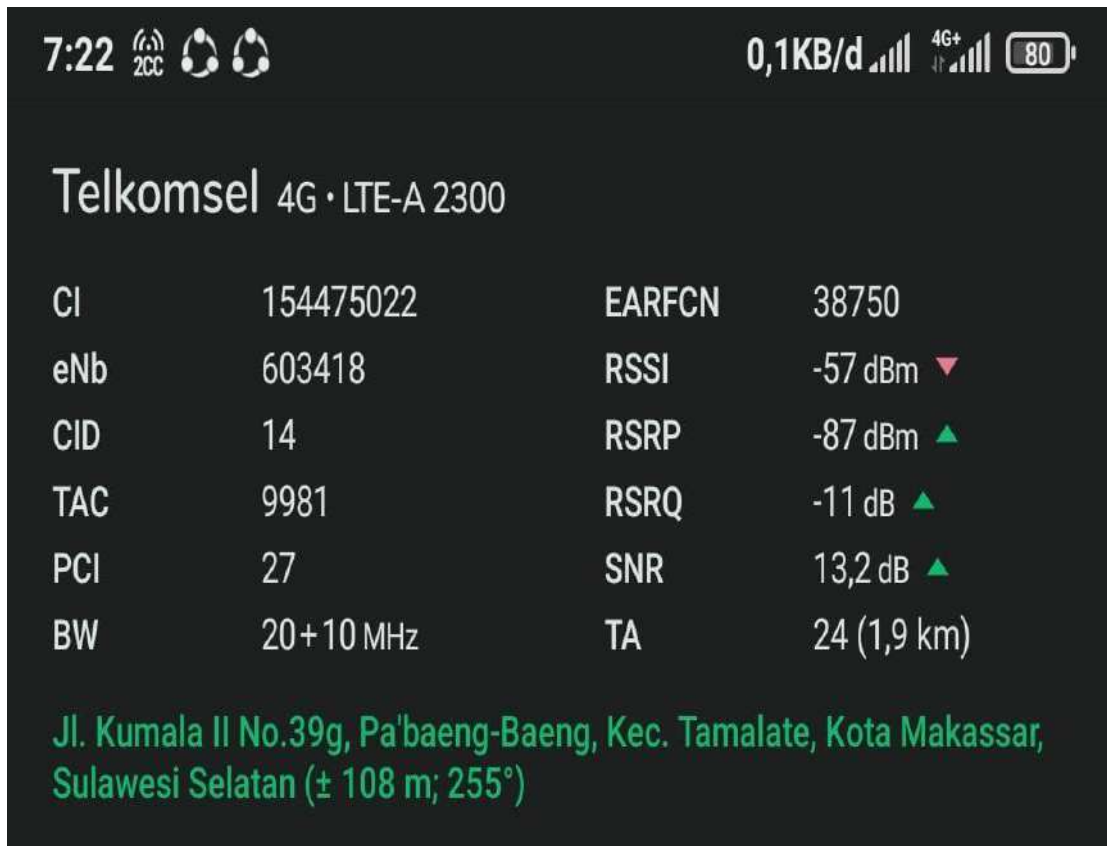 7:22 2CC 0,1KB/d 4G+ 80
Telkomsel 4G • LTE-A 2300
CI 154475022 EARFCN 38750
eNb 603418 RSSI -57 dBm
CID 14 RSRP -87 dBm
TAC 9981 RSRQ -11 dB
PCI 27 SNR 13,2 dB
BW 20+10 MHz TA 24 (1,9 km)
Jl. Kumala II No.39g, Pa'baeng-Baeng, Kec. Tamalate, Kota Makassar,
Sulawesi Selatan (± 108 m; 255°)